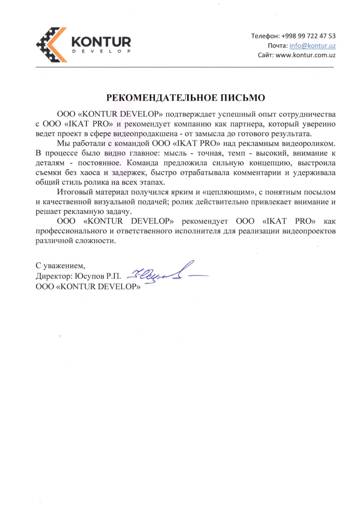 KONTUR
DEVELOP
Телефон: +998 99 722 47 53
Почта: info@kontur.uz
Сайт: www.kontur.com.uz
РЕКОМЕНДАТЕЛЬНОЕ ПИСЬМО
ООО «KONTUR DEVELOP» подтверждает успешный опыт сотрудничества
с ООО «IKAT PRO» и рекомендует компанию как партнера, который уверенно
ведет проект в сфере видеопродакшена - от замысла до готового результата.
Мы работали с командой ООО «IKAT PRO» над рекламным видеороликом.
В процессе было видно главное: мысль - точная, темп - высокий, внимание к
деталям - постоянное. Команда предложила сильную концепцию, выстроила
съемки без хаоса и задержек, быстро отрабатывала комментарии и удерживала
общий стиль ролика на всех этапах.
Итоговый материал получился ярким и «цепляющим», с понятным посылом
и качественной визуальной подачей; ролик действительно привлекает внимание и
решает рекламную задачу.
ООО «KONTUR DEVELOP» рекомендует ООО «IKAT PRO» как
профессионального и ответственного исполнителя для реализации видеопроектов
различной сложности.
С уважением,
Директор: Юсупов Р.П.
ООО «KONTUR DEVELOP»